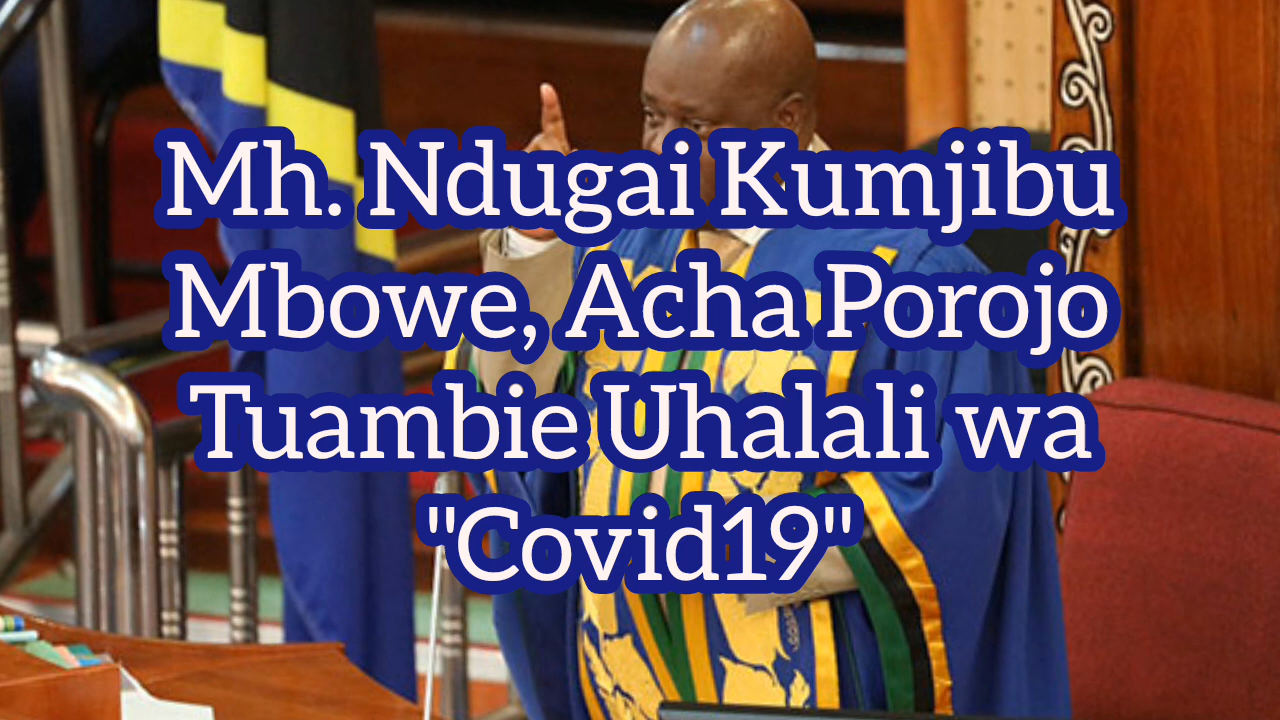 Mh. Ndugai Kumjibu
Mbowe, Acha Porojo
Tuambie Uhalali wa
"Covid19"